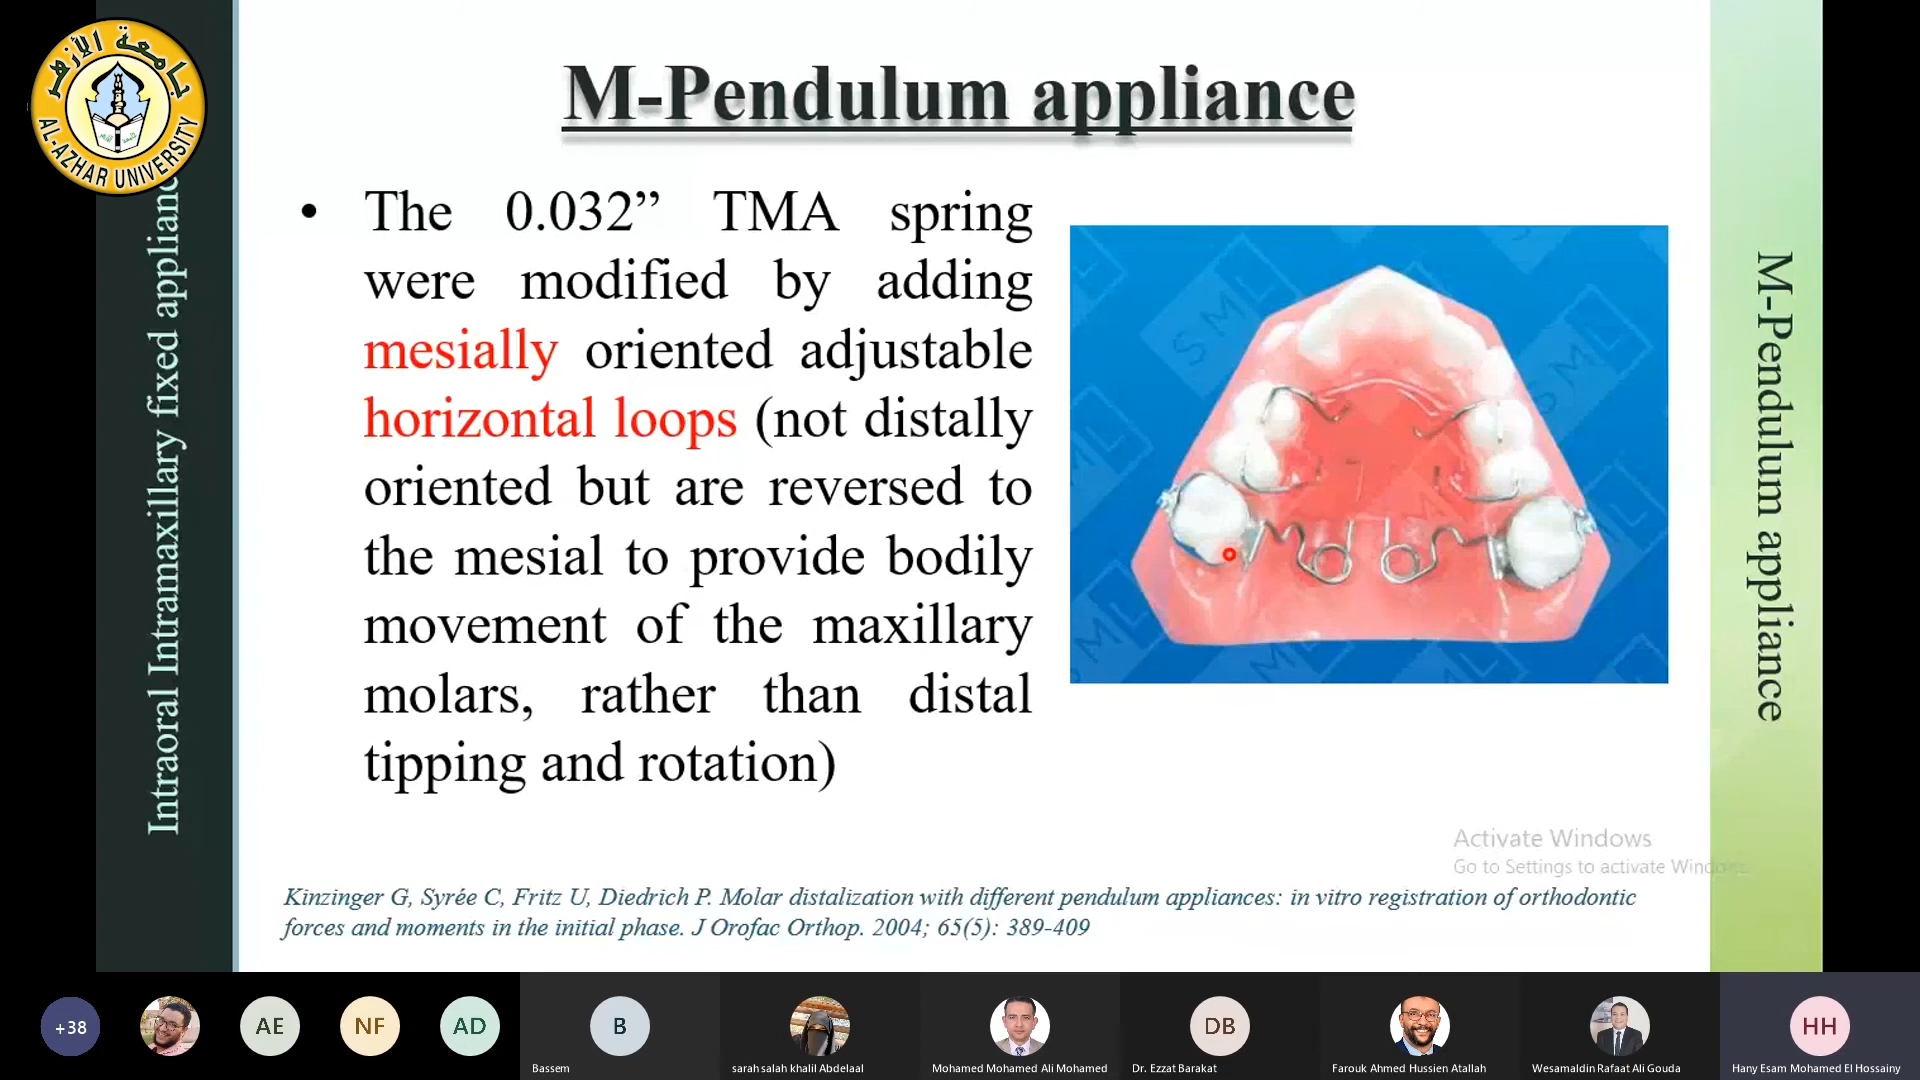 جامعة الأزهر
AL-AZHAR UNIVERSITY
Intraoral Intramaxillary fixed applianc
M-Pendulum appliance
• The 0.032” TMA spring
were modified by adding
mesially oriented adjustable
horizontal loops (not distally
oriented but are reversed to
the mesial to provide bodily
movement of the maxillary
molars, rather than distal
tipping and rotation)
SML
SML
M-Pendulum appliance
Activate Windows
Go to Settings to activate Windows.
Kinzinger G, Syrée C, Fritz U, Diedrich P. Molar distalization with different pendulum appliances: in vitro registration of orthodontic
forces and moments in the initial phase. J Orofac Orthop. 2004; 65(5): 389-409
+38
AE
NF
AD
B
DB
HH
Bassem
sarah salah khalil Abdelaal
Mohamed Mohamed Ali Mohamed
Dr. Ezzat Barakat
Farouk Ahmed Hussien Atallah
Wesamaldin Rafaat Ali Gouda
Hany Esam Mohamed El Hossainy